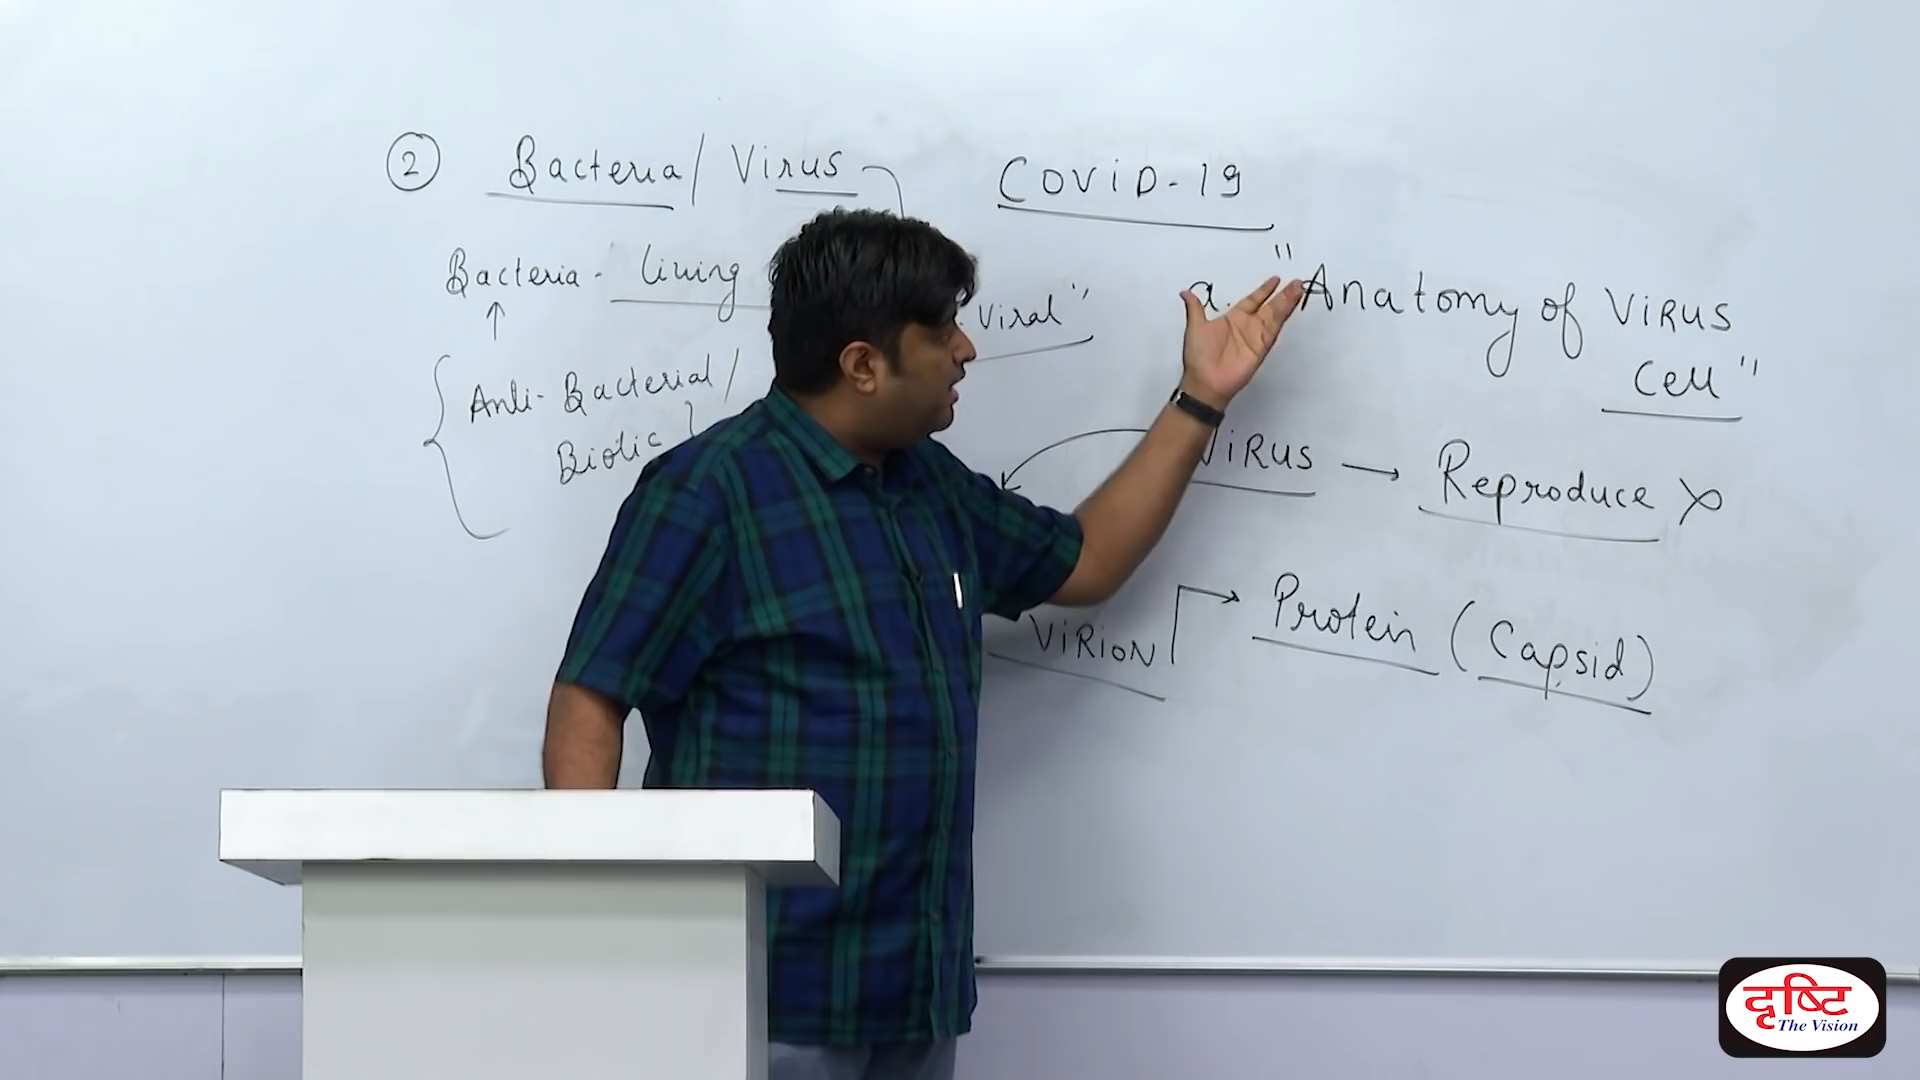 ② Bacteria / Virus
COViD-19
Bacteria - living
Viral"
a. "Anatomy of ViRUS
Cell"
Anti-Bacterial /
Biotic
ViRUS → Reproduce X
ViRiON → Protein (Capsid)
दृष्टि
The Vision